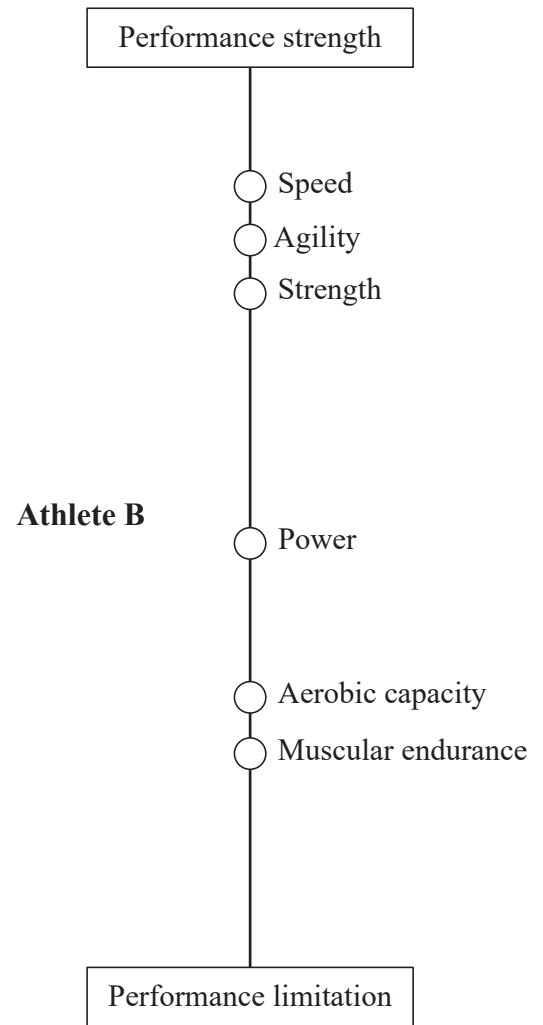 Performance strength
Speed
Agility
Strength
Athlete B
Power
Aerobic capacity
Muscular endurance
Performance limitation